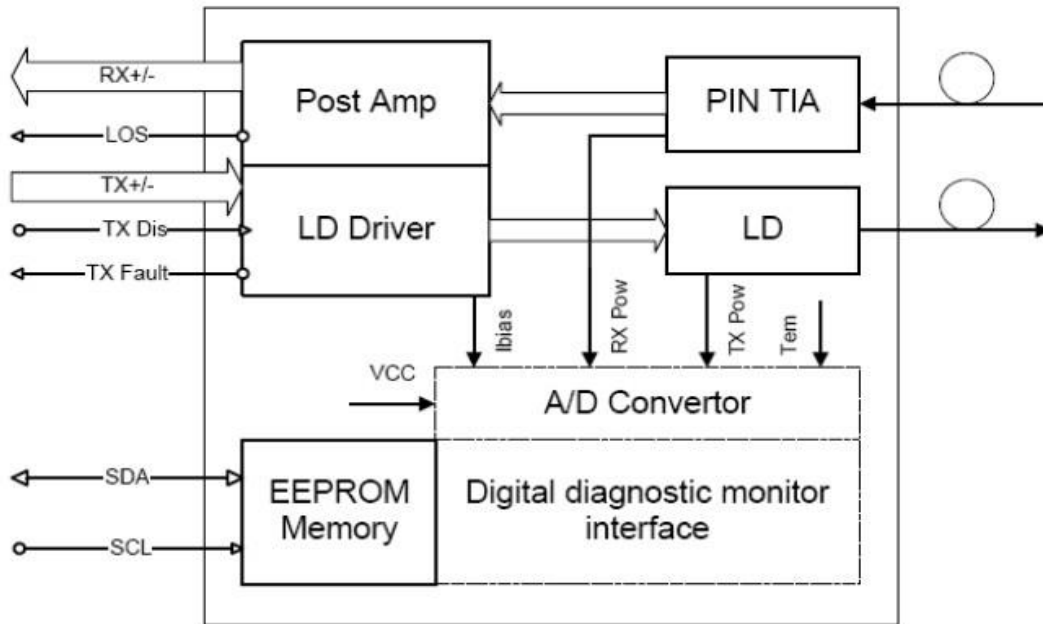 RX+/-
Post Amp
PIN TIA
LOS
TX+/-
TX Dis
LD Driver
LD
TX Fault
Ibias
RX Pow
TX Pow
Tem
VCC
A/D Convertor
SDA
EEPROM
Memory
Digital diagnostic monitor
interface
SCL